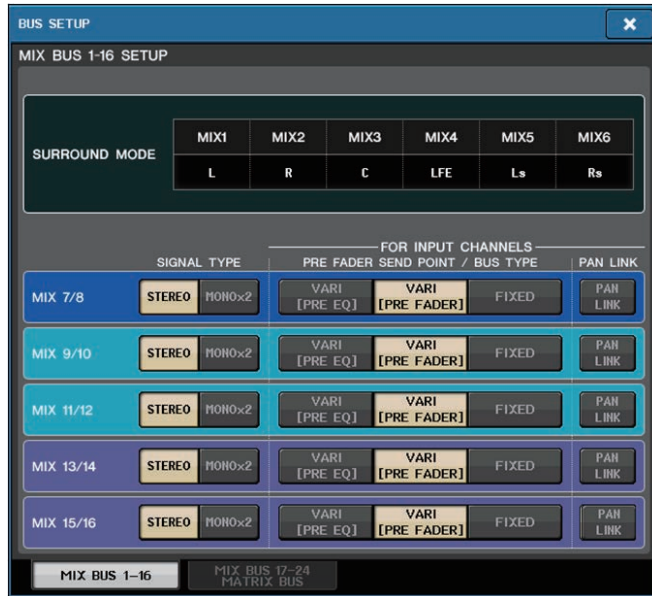 BUS SETUP
×
MIX BUS 1-16 SETUP
SURROUND MODE
MIX1 MIX2 MIX3 MIX4 MIX5 MIX6
L R C LFE Ls Rs
FOR INPUT CHANNELS
SIGNAL TYPE PRE FADER SEND POINT / BUS TYPE PAN LINK
MIX 7/8 STEREO MONO×2 VARI [PRE EQ] VARI [PRE FADER] FIXED PAN LINK
MIX 9/10 STEREO MONO×2 VARI [PRE EQ] VARI [PRE FADER] FIXED PAN LINK
MIX 11/12 STEREO MONO×2 VARI [PRE EQ] VARI [PRE FADER] FIXED PAN LINK
MIX 13/14 STEREO MONO×2 VARI [PRE EQ] VARI [PRE FADER] FIXED PAN LINK
MIX 15/16 STEREO MONO×2 VARI [PRE EQ] VARI [PRE FADER] FIXED PAN LINK
MIX BUS 1-16 MIX BUS 17-24 MATRIX BUS